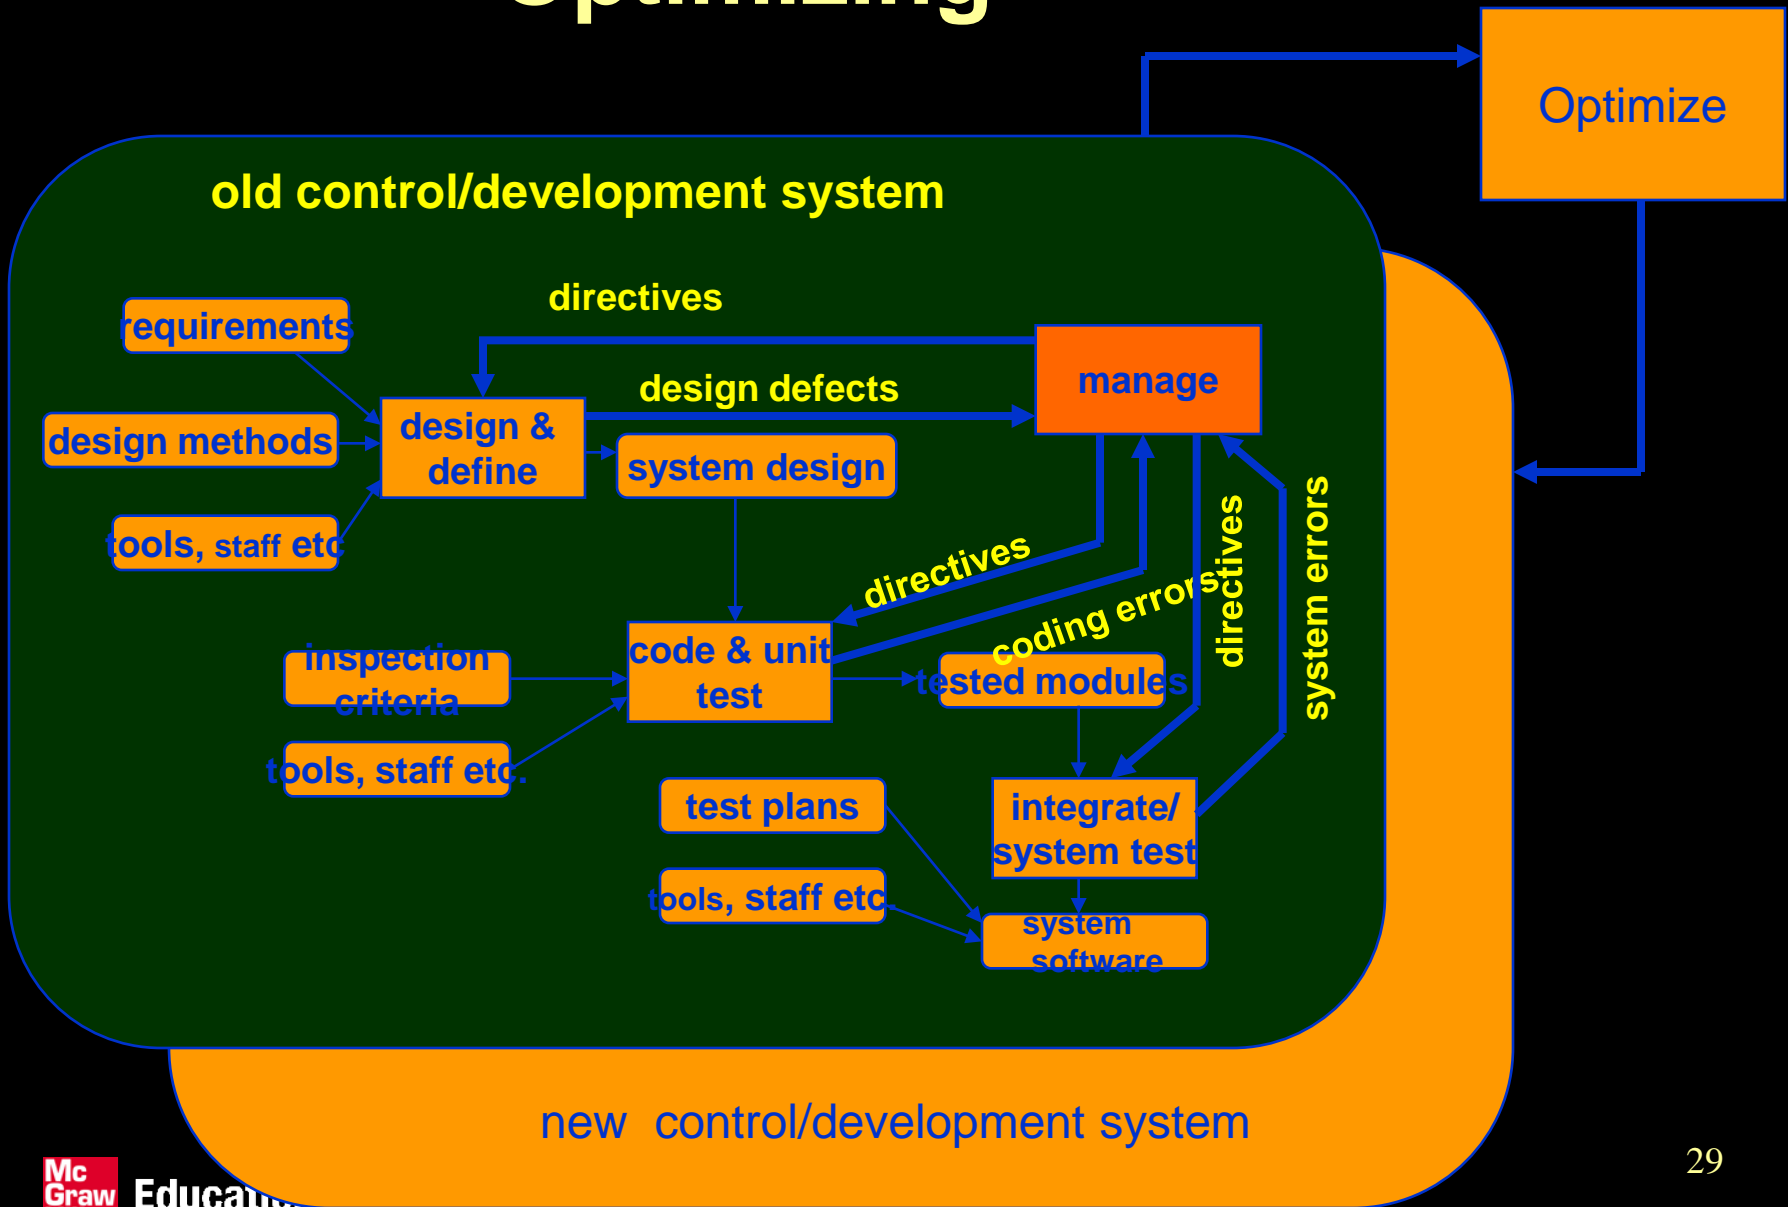 Optimizing
Optimize
old control/development system
directives
requirements
manage
design defects
design &
define
design methods
system design
tools, staff etc
directives
coding errors
directives
system errors
inspection
criteria
code & unit
test
tested modules
tools, staff etc.
test plans
integrate/
system test
tools, staff etc.
system
software
new control/development system
29
Mc
Graw